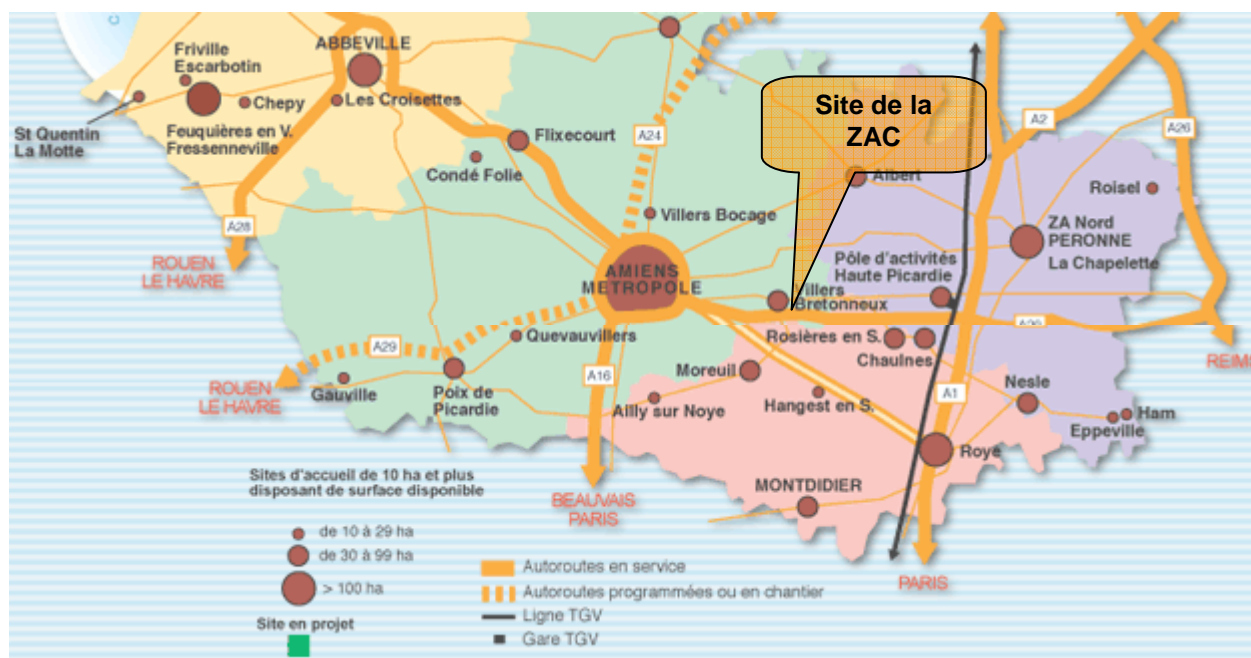 ABBEVILLE
Friville
Escarbotin
Chepy
Les Croisettes
St Quentin
La Motte
Feuquières en V.
Fressenneville
Flixecourt
Condé Folie
A24
Site de la
ZAC
A2
A26
Albert
Roisel
A28
Villers Bocage
ZA Nord
PERONNE
La Chapelette
ROUEN
LE HAVRE
AMIENS
METROPOLE
Pôle d'activités
Haute Picardie
Villers
Bretonneux
A29
Quevauvillers
Rosières en S.
Chaulnes
REIMS
A29
ROUEN
LE HAVRE
Gauville
Poix de
Picardie
A16
Moreuil
Ailly sur Noye
Hangest en S.
A1
Nesle
Ham
Eppeville
Roye
Sites d'accueil de 10 ha et plus
disposant de surface disponible
BEAUVAIS
PARIS
MONTDIDIER
de 10 à 29 ha
de 30 à 99 ha
> 100 ha
Site en projet
Autoroutes en service
Autoroutes programmées ou en chantier
Ligne TGV
Gare TGV
PARIS